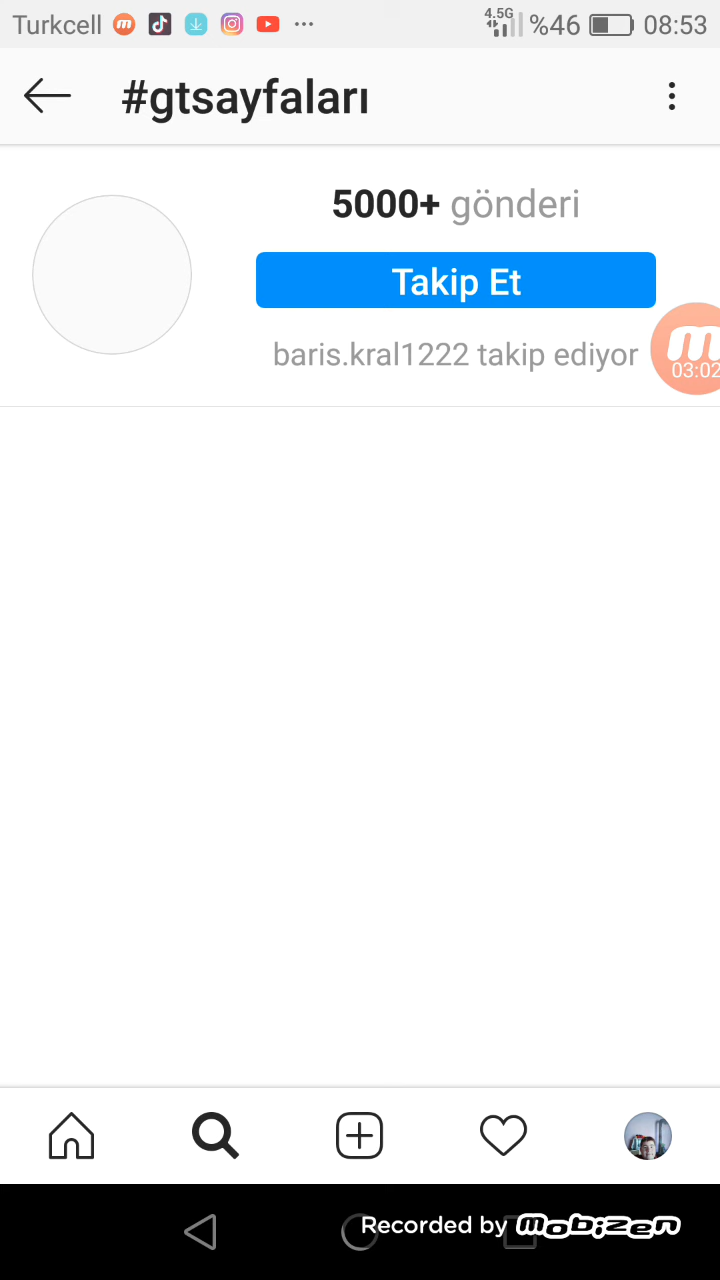 Turkcell 4.5G %46 08:53
#gtsayfaları
5000+ gönderi
Takip Et
baris.kral1222 takip ediyor
m
03:02
Recorded by mobizen